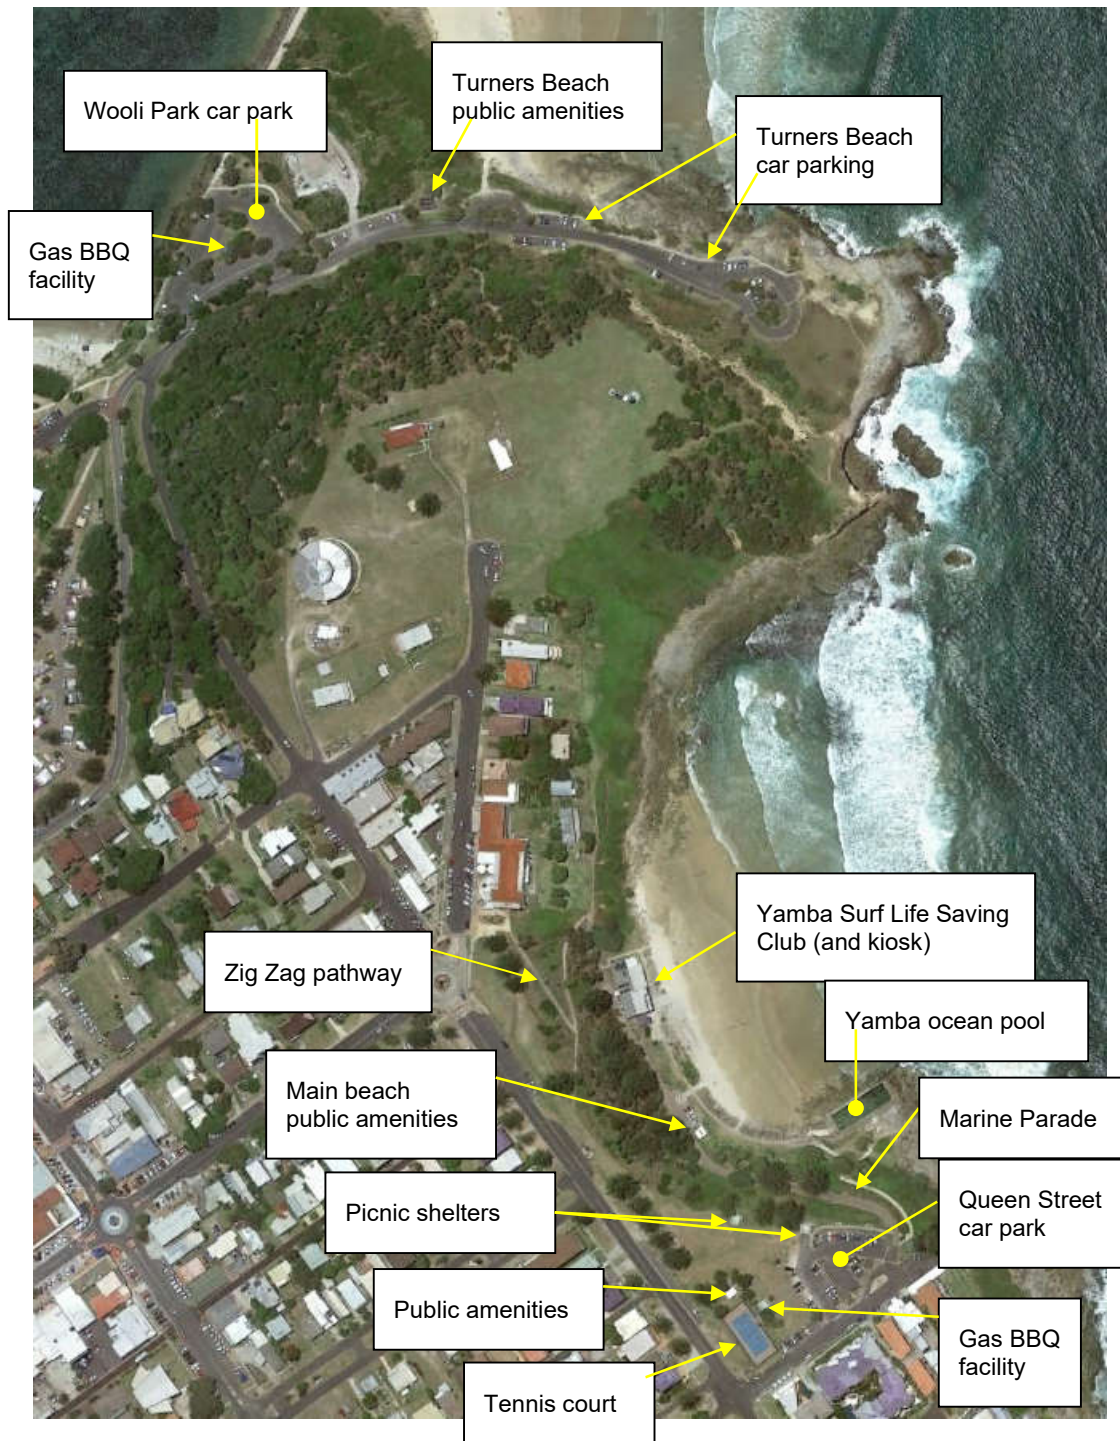 Turners Beach
public amenities
Wooli Park car park
Turners Beach
car parking
Gas BBQ
facility
Yamba Surf Life Saving
Club (and kiosk)
Zig Zag pathway
Yamba ocean pool
Main beach
public amenities
Marine Parade
Queen Street
car park
Picnic shelters
Public amenities
Gas BBQ
facility
Tennis court